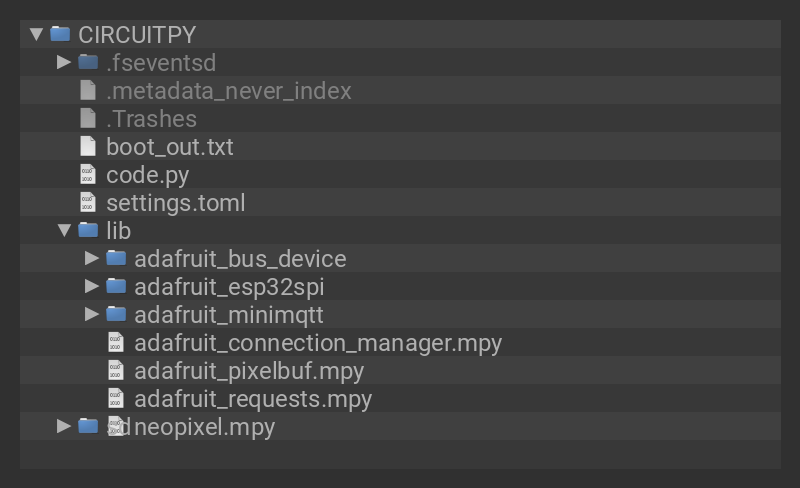 CIRCUITPY
.fseventsd
.metadata_never_index
.Trashes
boot_out.txt
code.py
settings.toml
lib
adafruit_bus_device
adafruit_esp32spi
adafruit_minimqtt
adafruit_connection_manager.mpy
adafruit_pixelbuf.mpy
adafruit_requests.mpy
sd neopixel.mpy